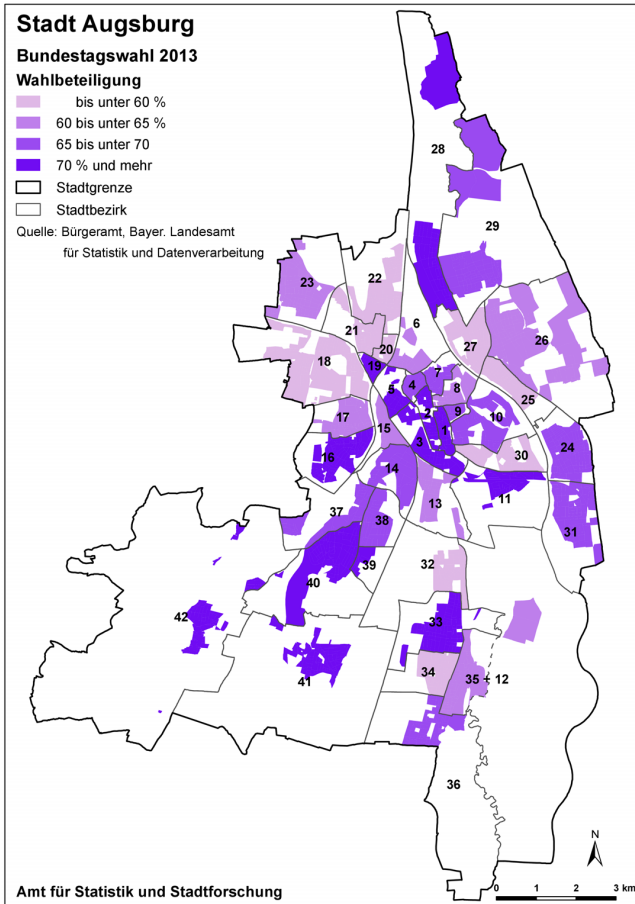 Stadt Augsburg
Bundestagswahl 2013
Wahlbeteiligung
bis unter 60 %
60 bis unter 65 %
65 bis unter 70
70 % und mehr
Stadtgrenze
Stadtbezirk
Quelle: Bürgeramt, Bayer. Landesamt
für Statistik und Datenverarbeitung
28
29
22
23
6
21
20
27
26
18
19
7
5
4
8
25
2
9
17
10
15
1
3
24
16
30
14
11
13
31
37
38
32
39
40
42
33
34
41
35 + 12
36
N
Amt für Statistik und Stadtforschung
0 1 2 3 km